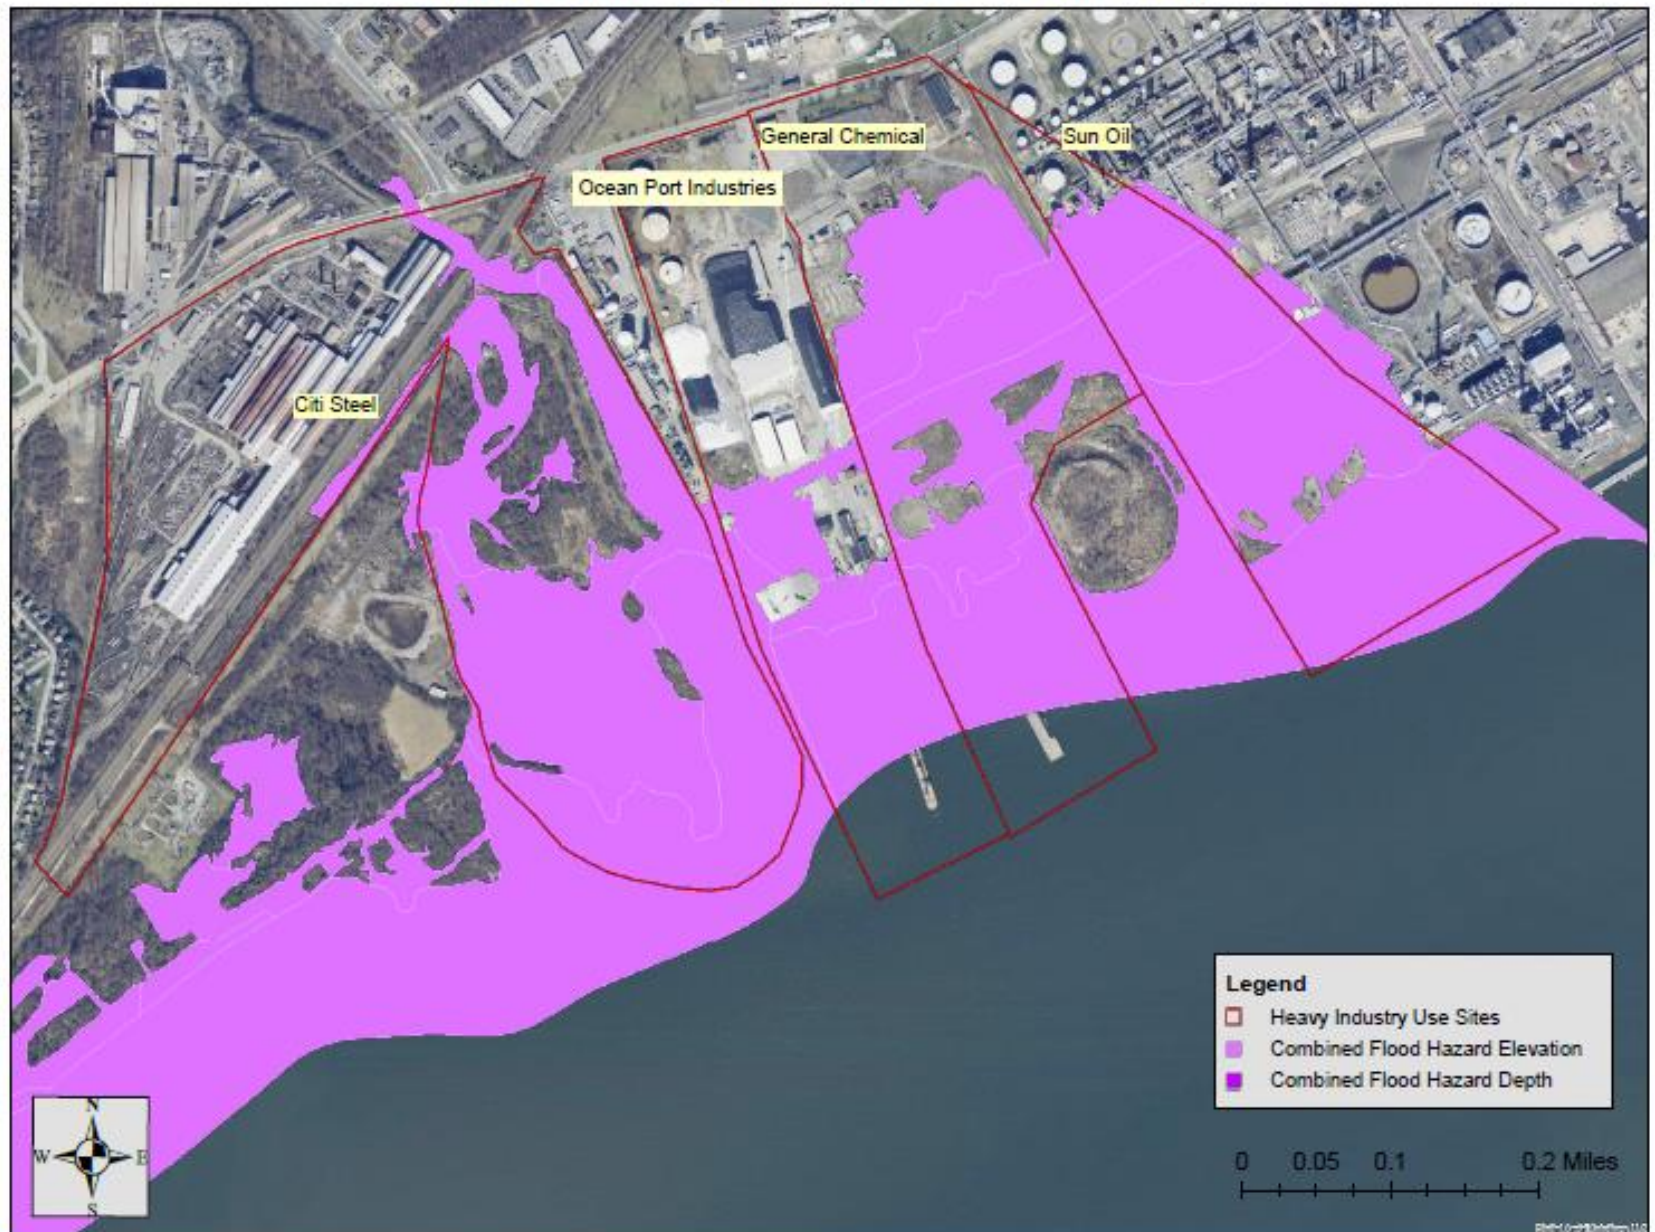 General Chemical
Sun Oil
Ocean Port Industries
Citi Steel
Legend
Heavy Industry Use Sites
Combined Flood Hazard Elevation
Combined Flood Hazard Depth
N
W E
S
0 0.05 0.1 0.2 Miles